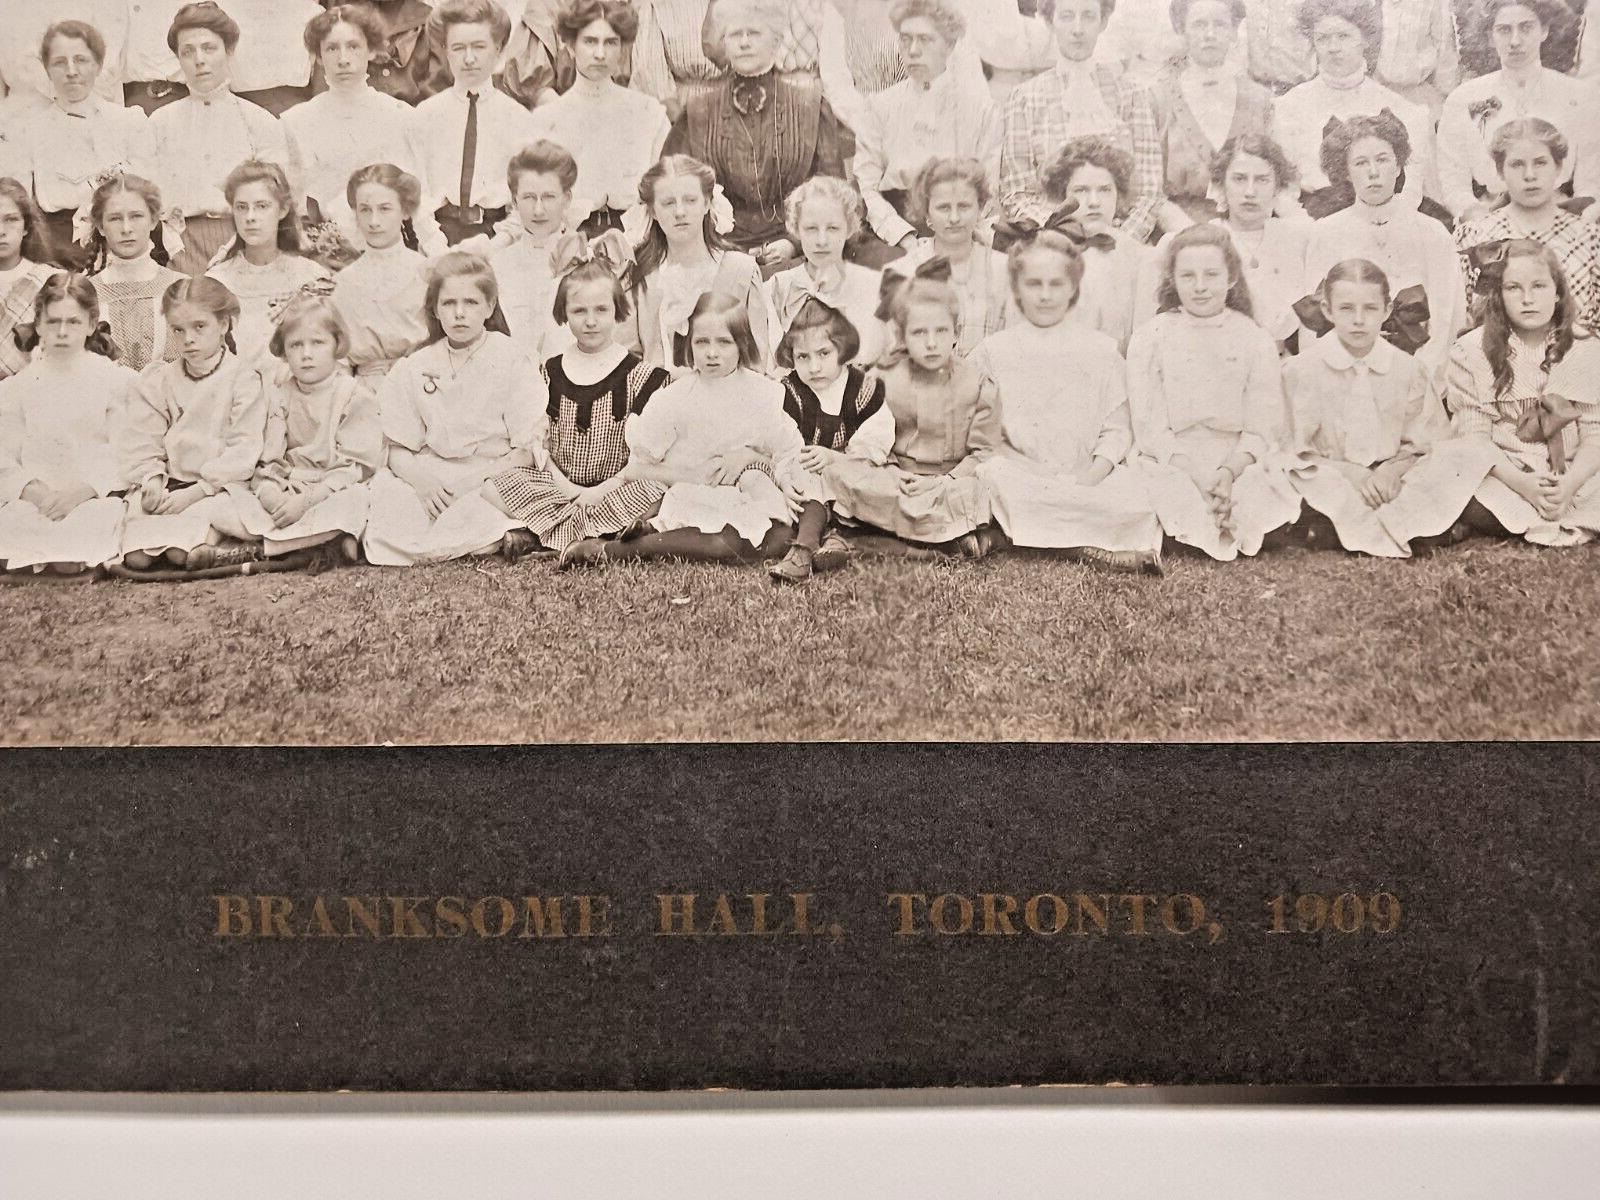 BRANKSOME HALL, TORONTO, 1909